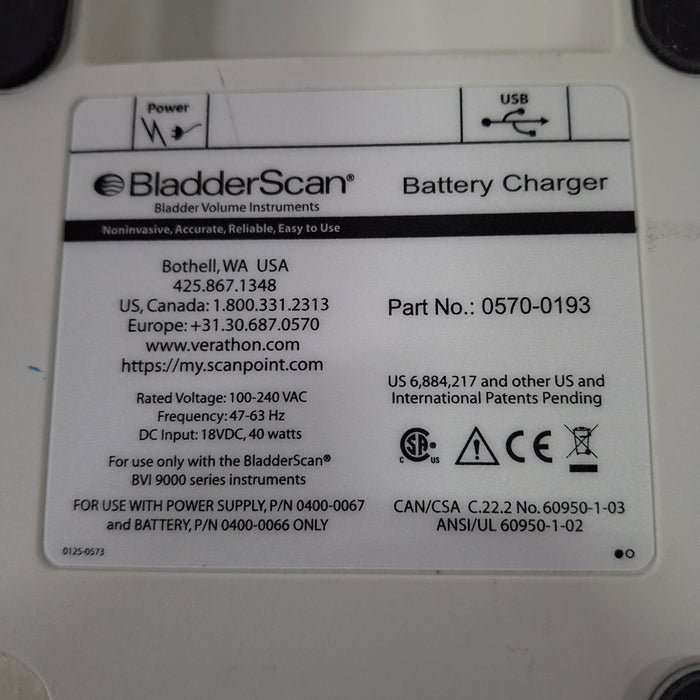 Power
USB
BladderScan®
Battery Charger
Bladder Volume Instruments
Noninvasive, Accurate, Reliable, Easy to Use
Bothell, WA USA
425.867.1348
US, Canada: 1.800.331.2313
Europe: +31.30.687.0570
www.verathon.com
https://my.scanpoint.com
Rated Voltage: 100-240 VAC
Frequency: 47-63 Hz
DC Input: 18VDC, 40 watts
For use only with the BladderScan®
BVI 9000 series instruments
FOR USE WITH POWER SUPPLY, P/N 0400-0067
and BATTERY, P/N 0400-0066 ONLY
0125-0573
Part No.: 0570-0193
US 6,884,217 and other US and
International Patents Pending
C SA US CE
CAN/CSA C.22.2 No. 60950-1-03
ANSI/UL 60950-1-02